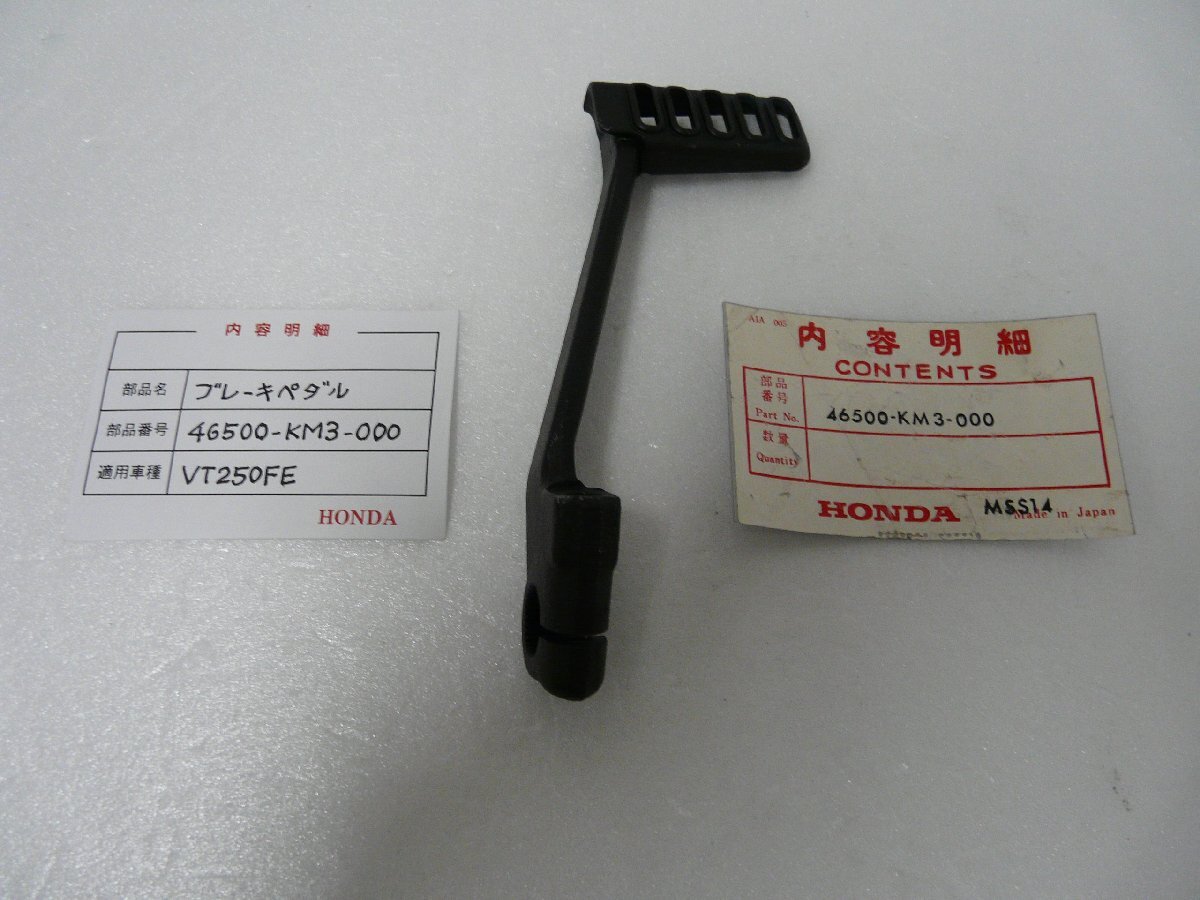 内容明細
部品名 ブレーキペダル
部品番号 46500-KM3-000
適用車種 VT250FE
HONDA
AIA 005
内容明細
CONTENTS
部品
番号
Part No. 46500-KM3-000
数量
Quantity
HONDA MSS14
Made in Japan